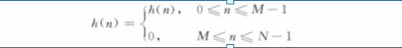 h(n) = { h(n), 0 ⩽ n ⩽ M − 1
0, M ⩽ n ⩽ N − 1